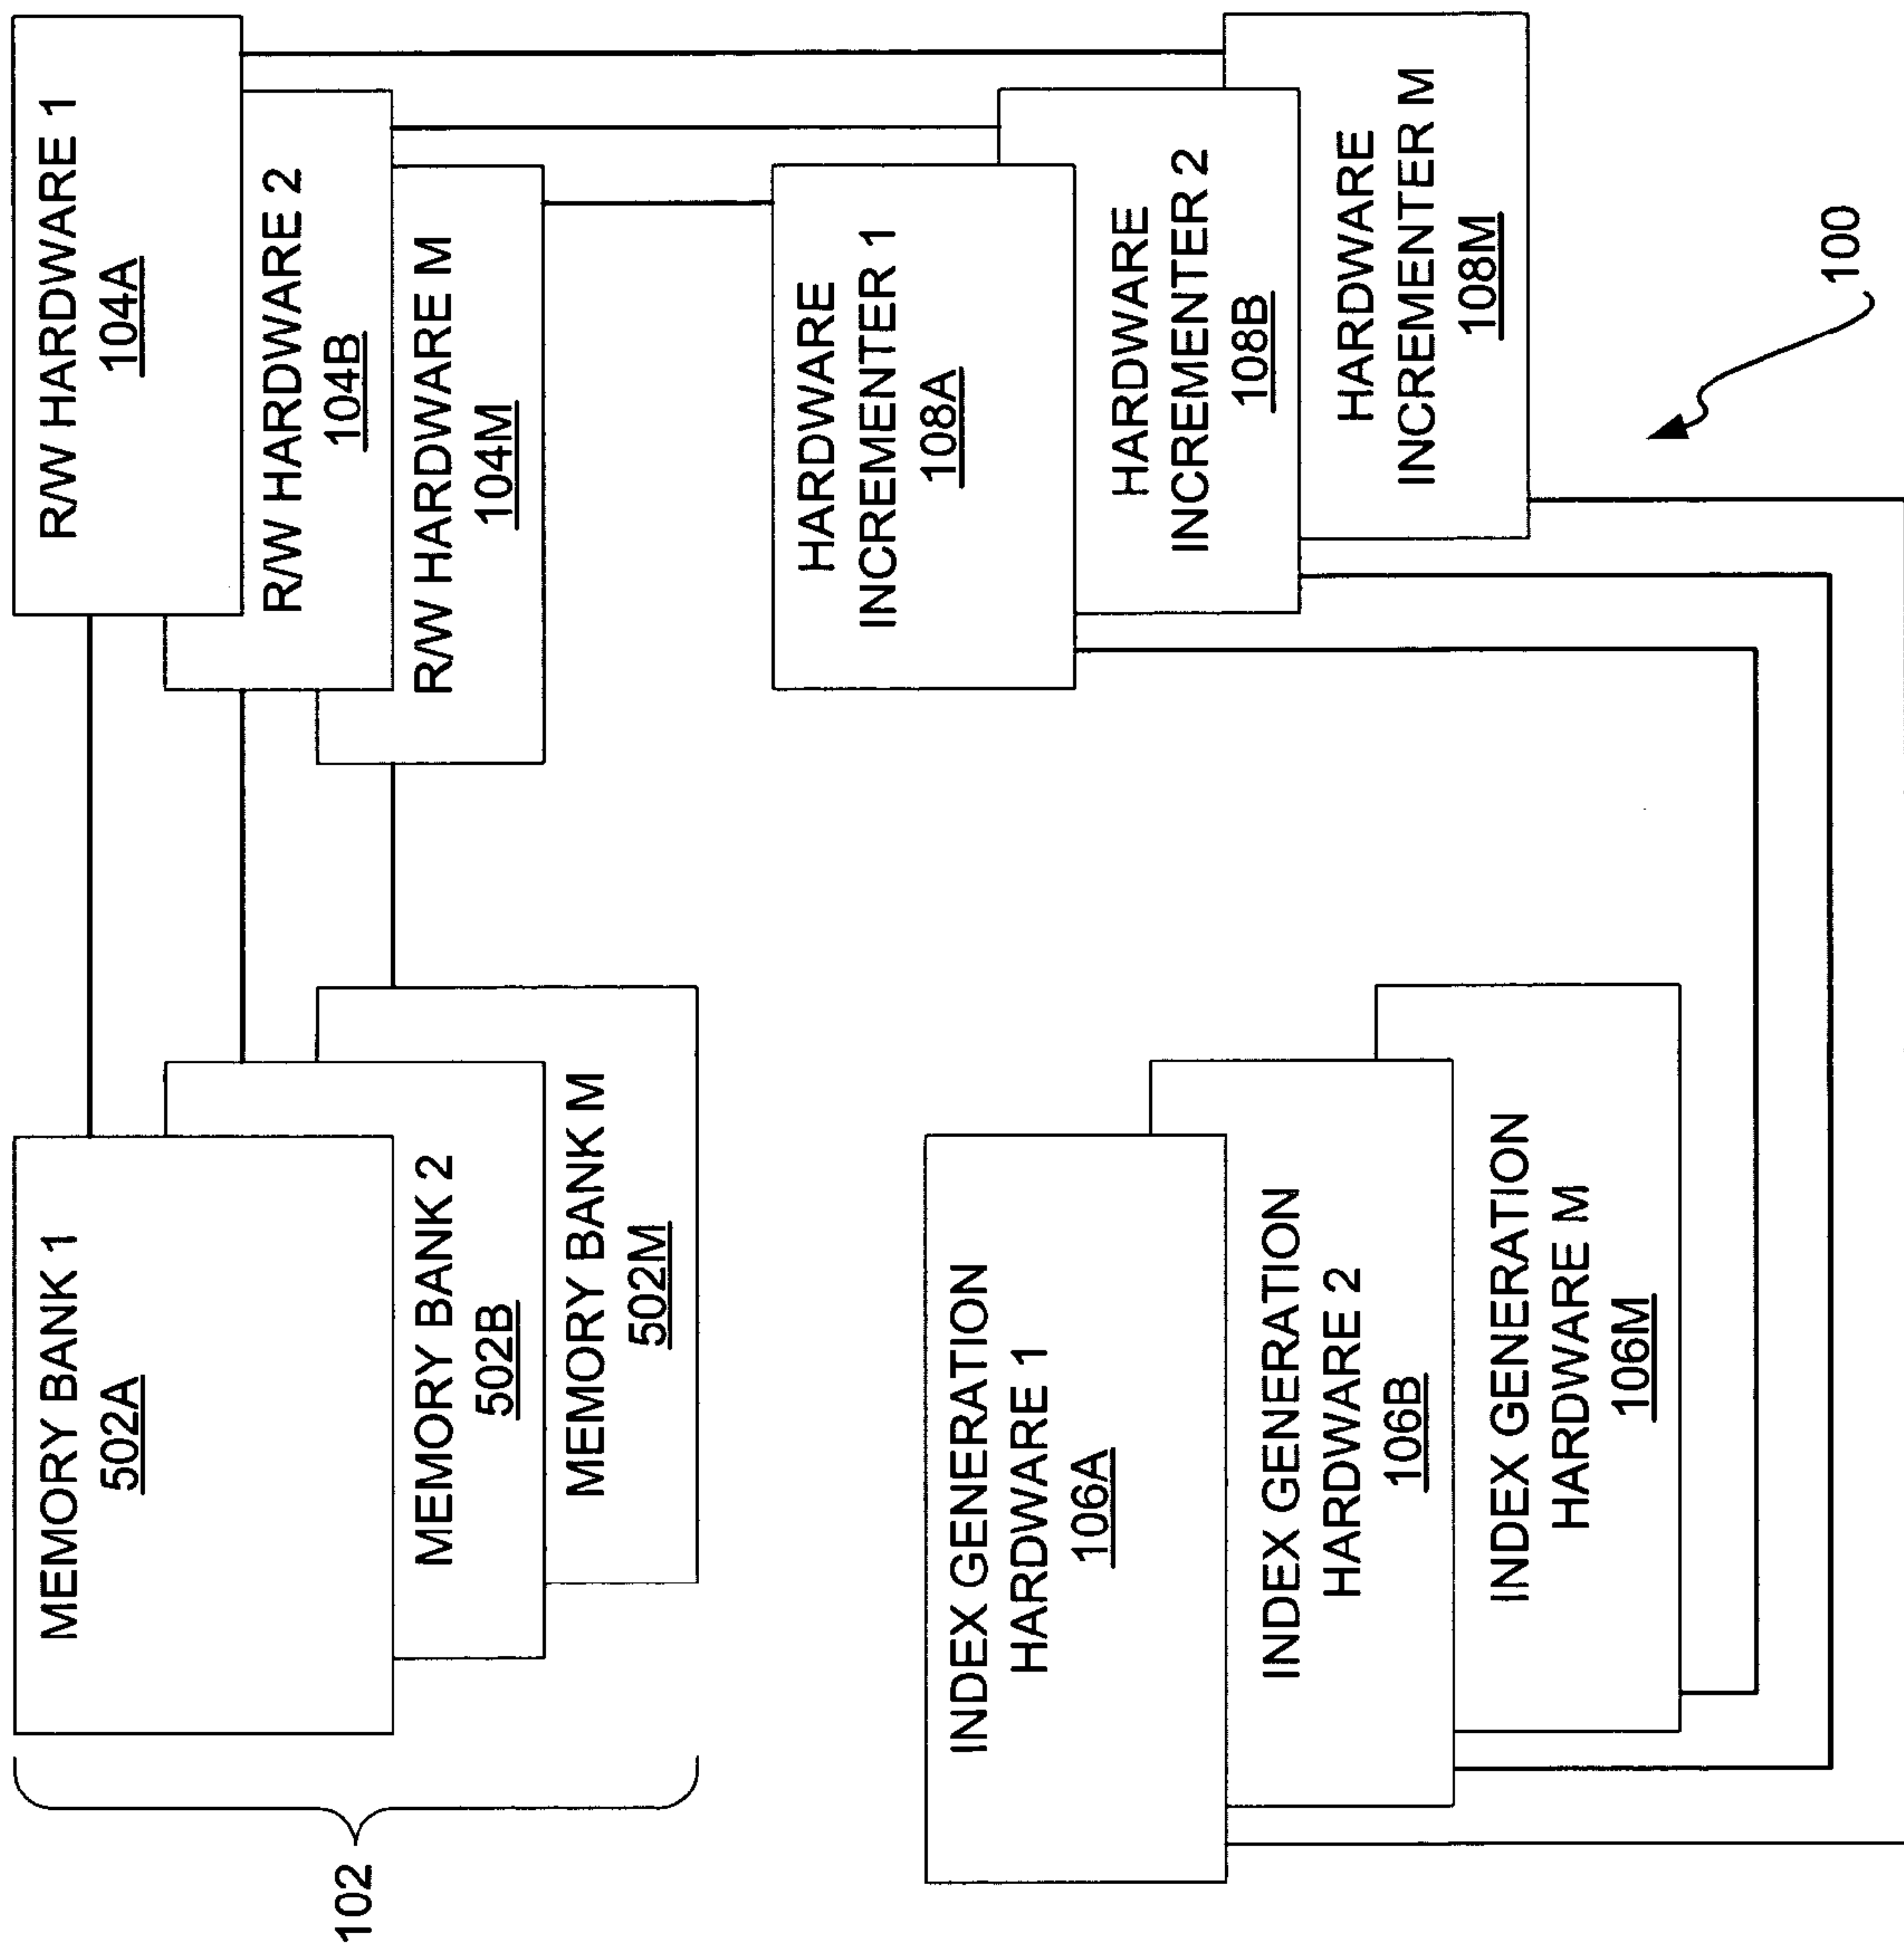 102
MEMORY BANK 1
502A
MEMORY BANK 2
502B
MEMORY BANK M
502M
R/W HARDWARE 1
104A
R/W HARDWARE 2
104B
R/W HARDWARE M
104M
INDEX GENERATION
HARDWARE 1
106A
INDEX GENERATION
HARDWARE 2
106B
INDEX GENERATION
HARDWARE M
106M
HARDWARE
INCREMENTER 1
108A
HARDWARE
INCREMENTER 2
108B
HARDWARE
INCREMENTER M
108M
100